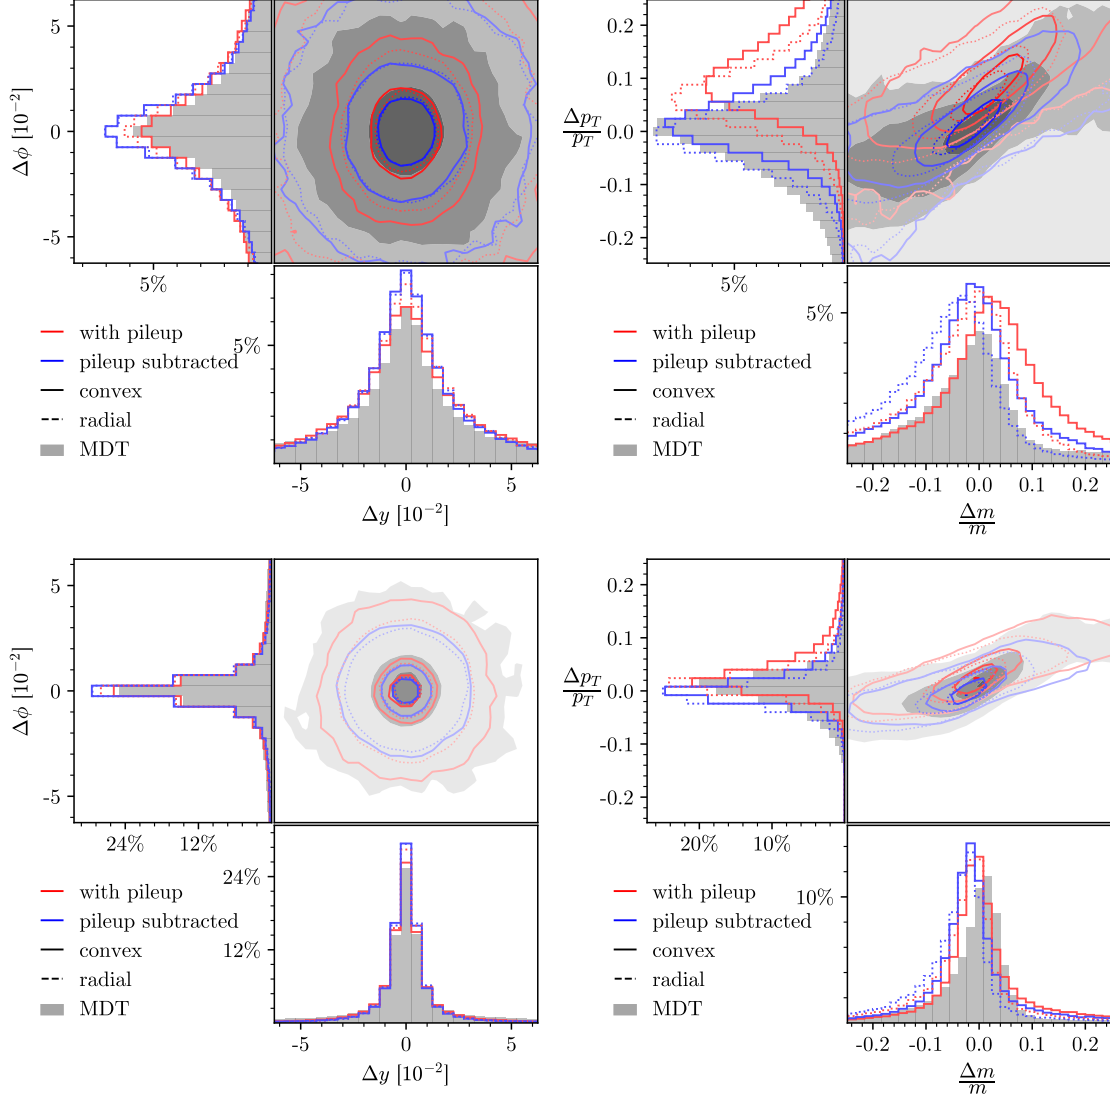 5
0
-5
Δϕ [10⁻²]
5%
5%
-5
0
5
Δy [10⁻²]
with pileup
pileup subtracted
convex
radial
MDT
0.2
0.1
0.0
-0.1
-0.2
Δp_T
p_T
5%
5%
-0.2
-0.1
0.0
0.1
0.2
Δm
m
with pileup
pileup subtracted
convex
radial
MDT
5
0
-5
Δϕ [10⁻²]
24%
12%
24%
12%
-5
0
5
Δy [10⁻²]
with pileup
pileup subtracted
convex
radial
MDT
0.2
0.1
0.0
-0.1
-0.2
Δp_T
p_T
20%
10%
10%
-0.2
-0.1
0.0
0.1
0.2
Δm
m
with pileup
pileup subtracted
convex
radial
MDT